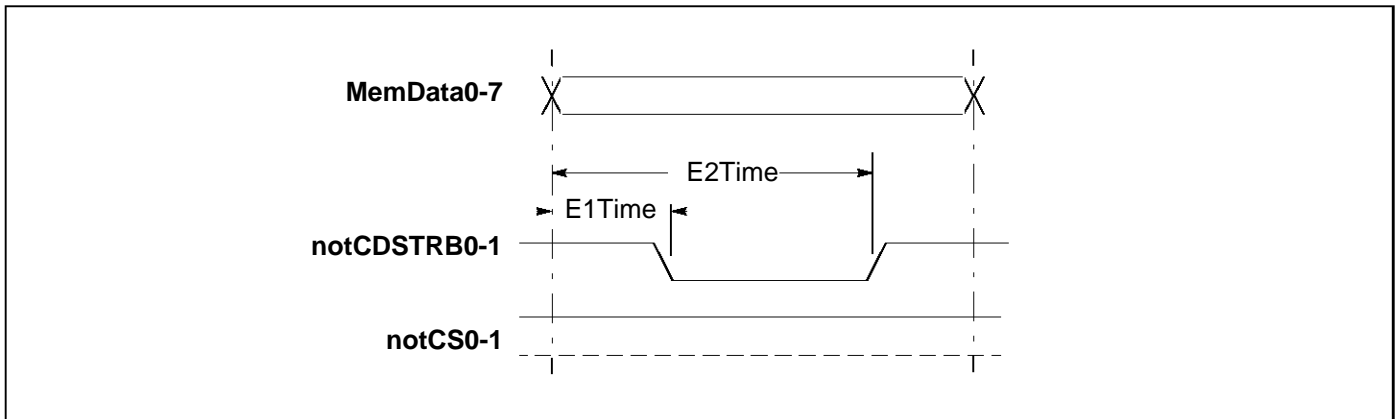 MemData0-7
E2Time
E1Time
notCDSTRB0-1
notCS0-1